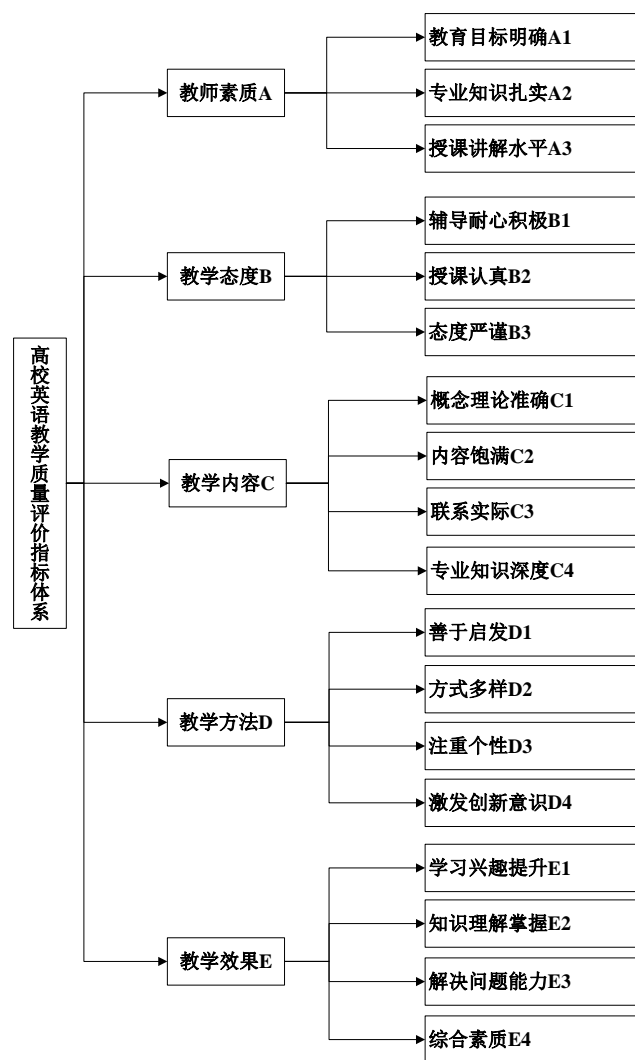 高校英语教学质量评价指标体系
教师素质A
教育目标明确A1
专业知识扎实A2
授课讲解水平A3
教学态度B
辅导耐心积极B1
授课认真B2
态度严谨B3
教学内容C
概念理论准确C1
内容饱满C2
联系实际C3
专业知识深度C4
教学方法D
善于启发D1
方式多样D2
注重个性D3
激发创新意识D4
教学效果E
学习兴趣提升E1
知识理解掌握E2
解决问题能力E3
综合素质E4